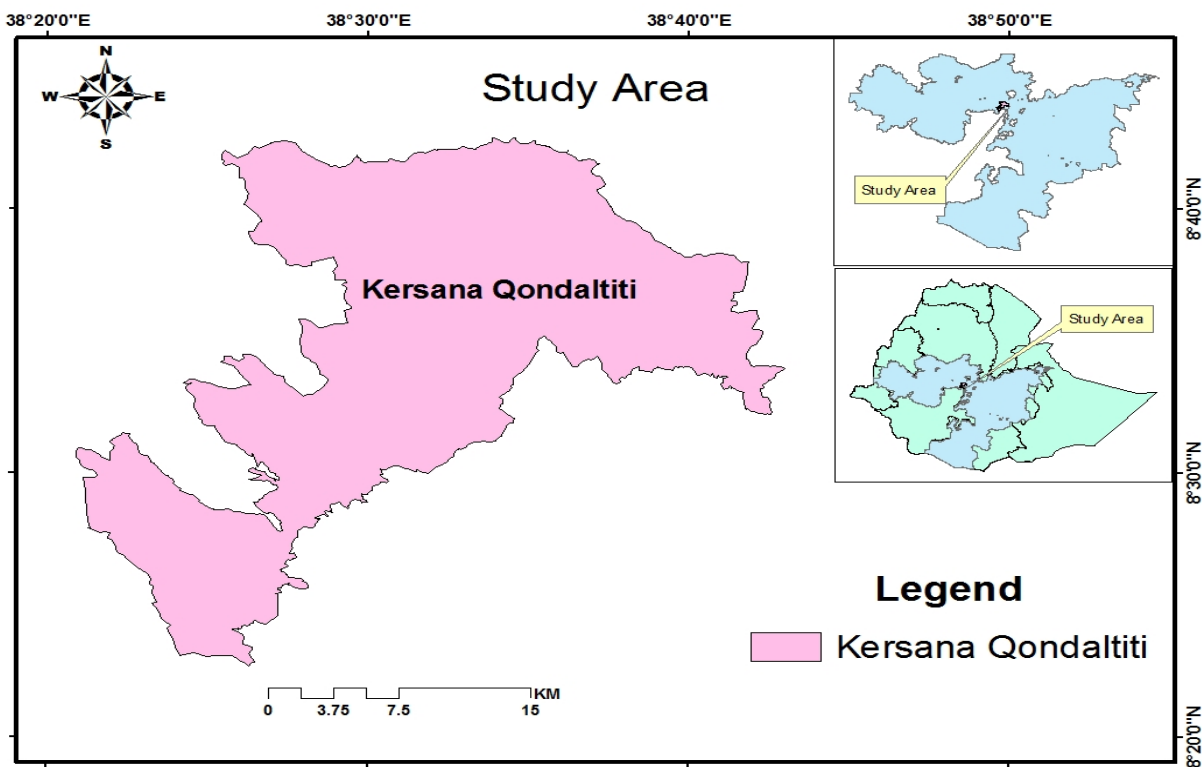 38°20'0"E 38°30'0"E 38°40'0"E 38°50'0"E
N
W E
S
Study Area
Study Area
8°40'0"N
Kersana Qondaltiti
Study Area
8°30'0"N
Legend
Kersana Qondaltiti
KM
0 3.75 7.5 15
8°20'0"N